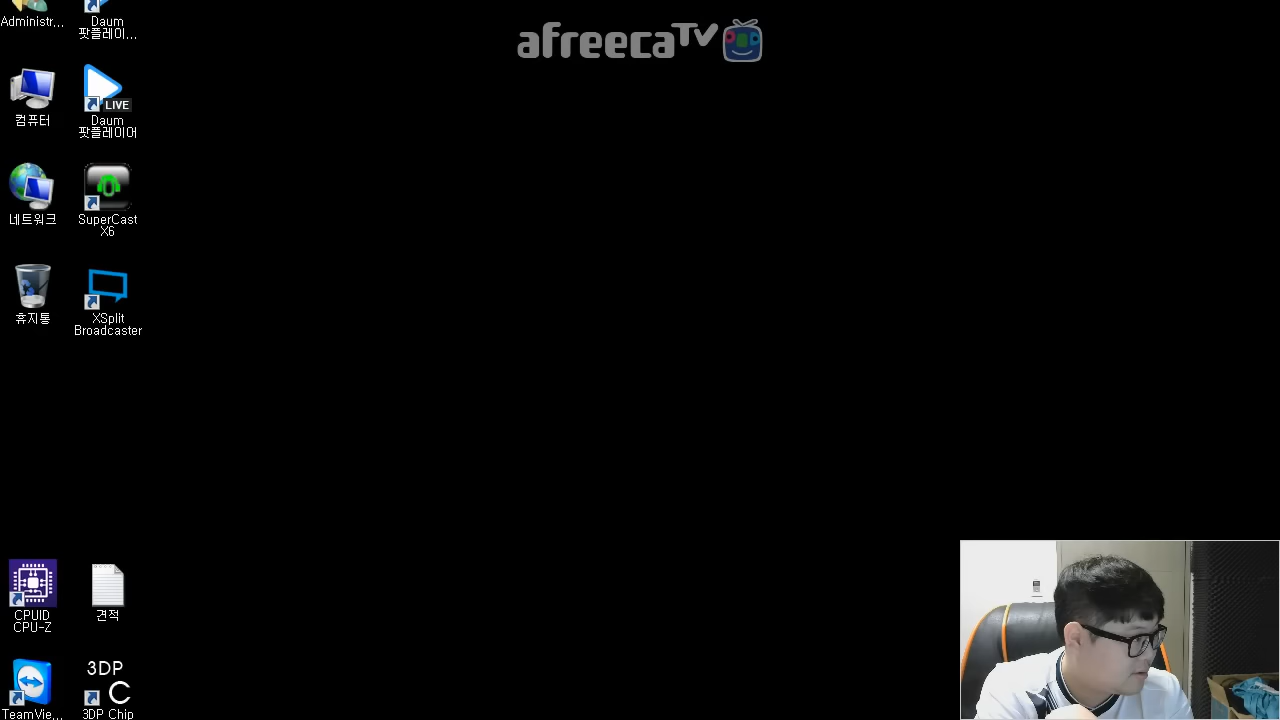 afreecaTV
Administr...
Daum
팟플레이...
컴퓨터
LIVE
Daum
팟플레이어
네트워크
SuperCast
X6
휴지통
XSplit
Broadcaster
CPUID
CPU-Z
견적
TeamVie...
3DP
C
3DP Chip